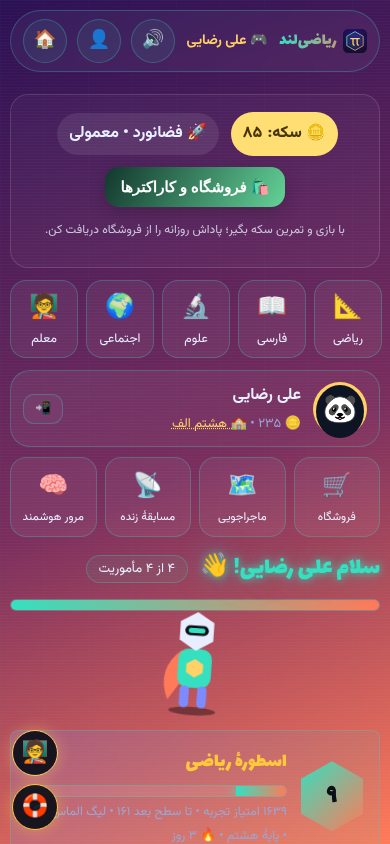 ریاضی‌لند
علی رضایی
سکه: ۸۵
فضانورد • معمولی
فروشگاه و کاراکترها
با بازی و تمرین سکه بگیر؛ پاداش روزانه را از فروشگاه دریافت کن.
ریاضی
فارسی
علوم
اجتماعی
معلم
علی رضایی
۲۳۵ • هشتم الف
فروشگاه
ماجراجویی
مسابقهٔ زنده
مرور هوشمند
سلام علی رضایی!
۴ از ۴ مأموریت
۹
اسطورهٔ ریاضی
۱۶۳۹ امتیاز تجربه • تا سطح بعد ۱۶۱ • لیگ الماس
• پایهٔ هشتم • ۳ روز